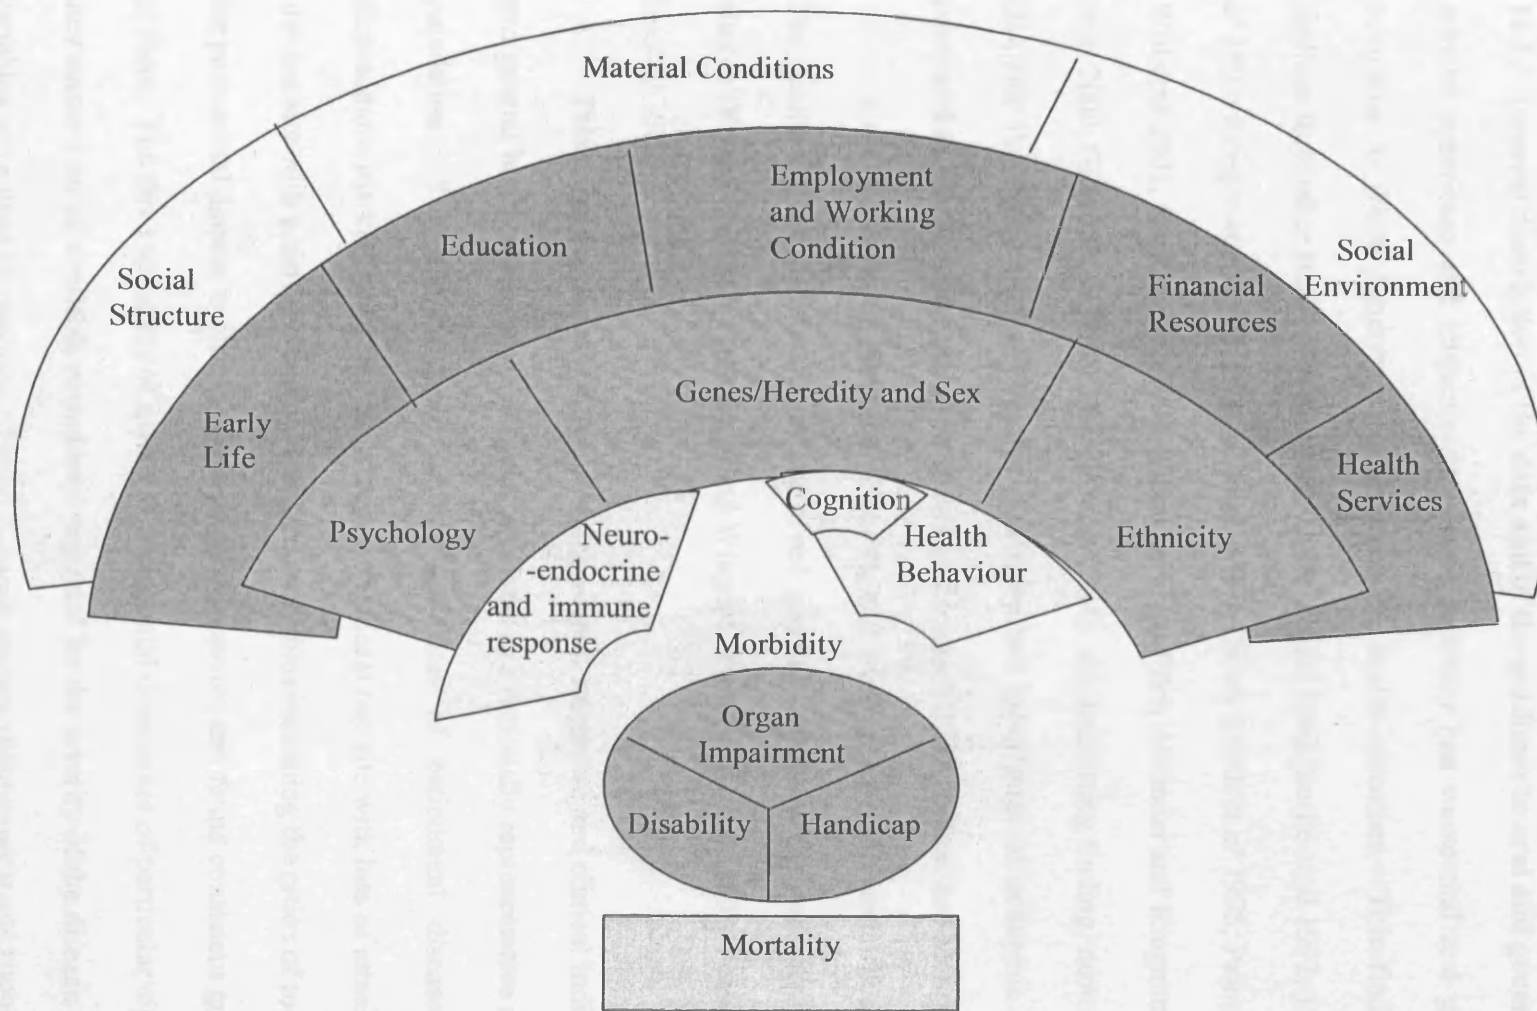 Material Conditions
Social
Structure
Social
Environment
Early
Life
Education
Employment
and Working
Condition
Financial
Resources
Health
Services
Psychology
Genes/Heredity and Sex
Ethnicity
Neuro-
-endocrine
and immune
response
Cognition
Health
Behaviour
Morbidity
Organ
Impairment
Disability
Handicap
Mortality